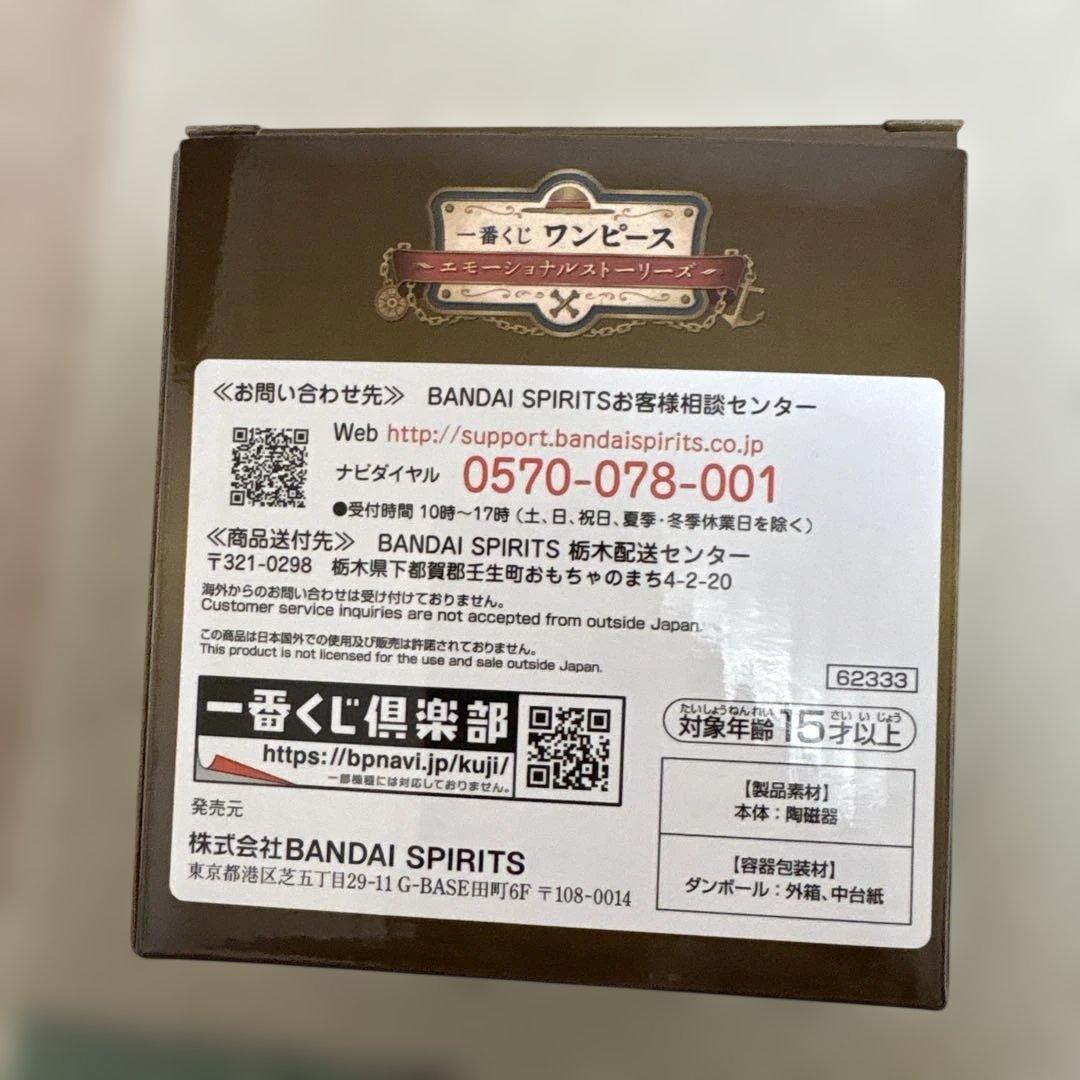 一番くじ ワンピース
エモーショナルストーリーズ
≪お問い合わせ先≫ BANDAI SPIRITSお客様相談センター
Web http://support.bandaispirits.co.jp
ナビダイヤル 0570-078-001
●受付時間 10時～17時（土、日、祝日、夏季・冬季休業日を除く）
≪商品送付先≫ BANDAI SPIRITS 栃木配送センター
〒321-0298 栃木県下都賀郡壬生町おもちゃのまち4-2-20
海外からのお問い合わせは受け付けておりません。
Customer service inquiries are not accepted from outside Japan.
この商品は日本国外での使用及び販売は許諾されておりません。
This product is not licensed for the use and sale outside Japan.
62333
一番くじ倶楽部
https://bpnavi.jp/kuji/
一部機種には対応しておりません。
たいしょうねんれい さいいじょう
対象年齢15才以上
【製品素材】
本体：陶磁器
【容器包装材】
ダンボール：外箱、中台紙
発売元
株式会社BANDAI SPIRITS
東京都港区芝五丁目29-11 G-BASE田町6F 〒108-0014